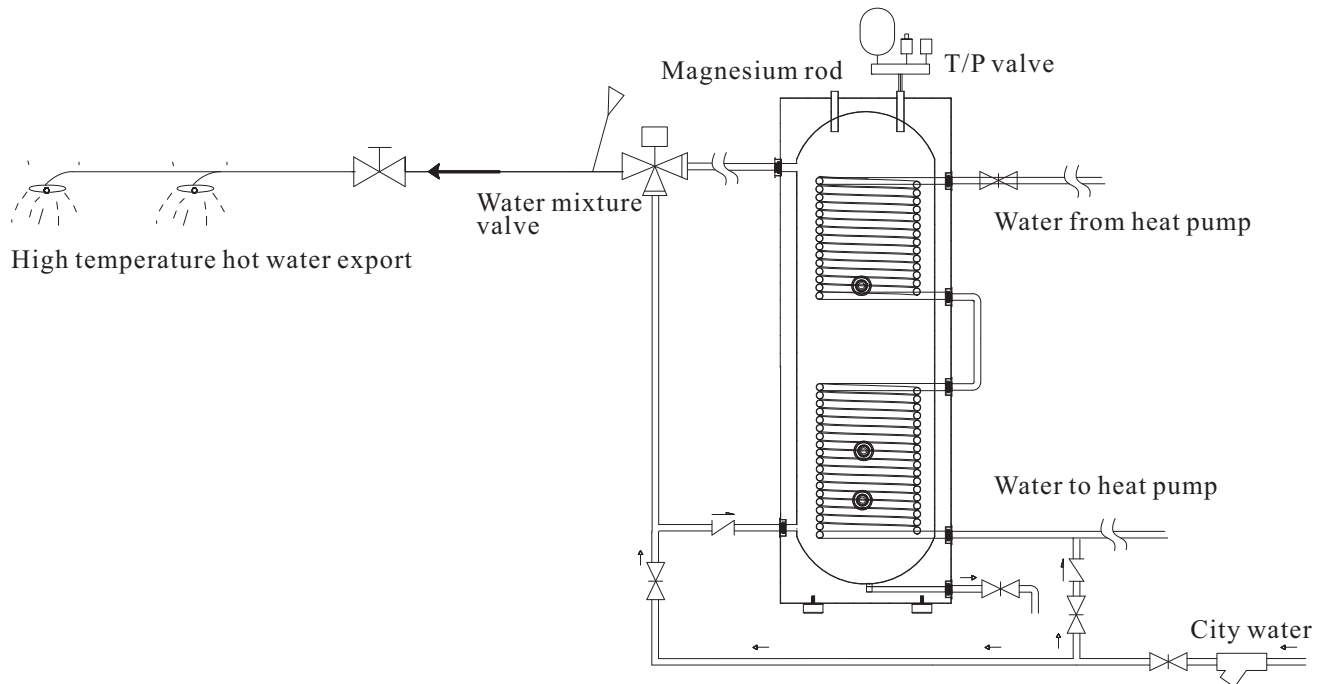 T/P valve
Magnesium rod
Water mixture
valve
Water from heat pump
High temperature hot water export
Water to heat pump
City water